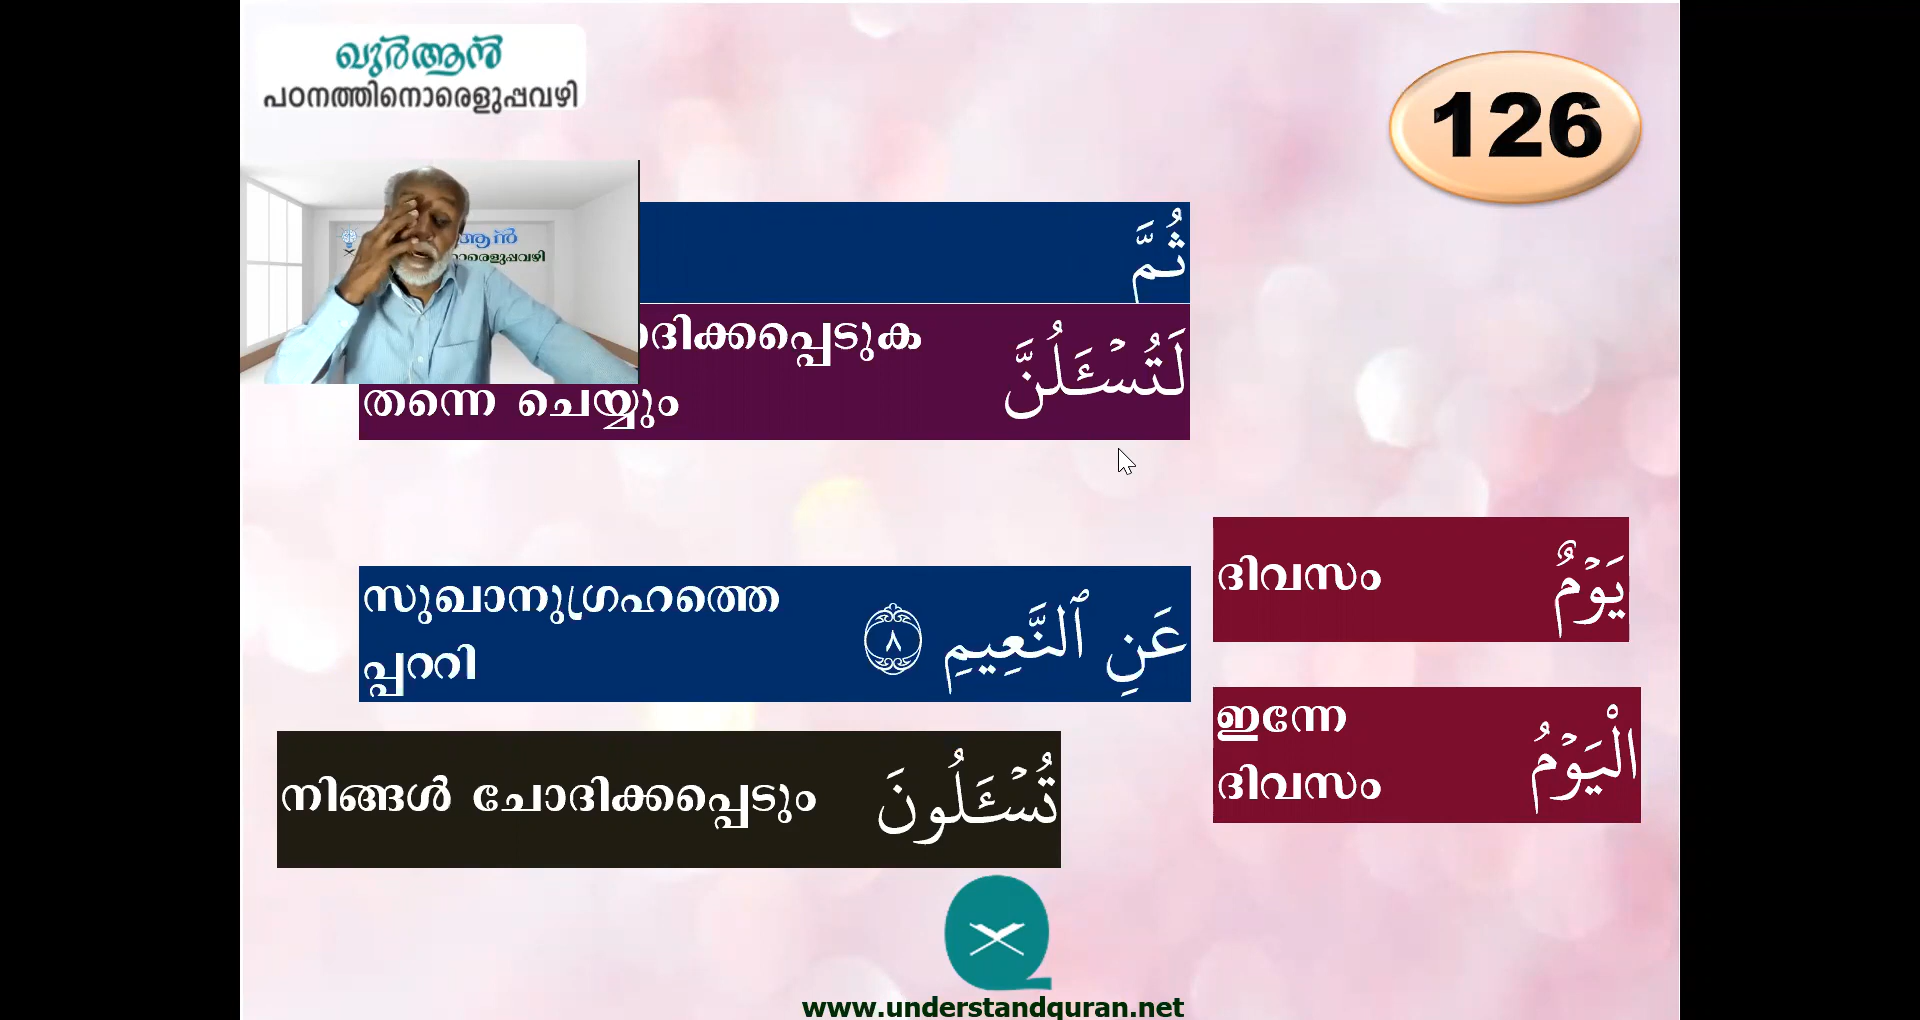 ഖുർആൻ
പഠനത്തിനൊരെളുപ്പവഴി
126
ثُمَّ
ദിക്കപ്പെടുക
തന്നെ ചെയ്യും
لَتُسْـَٔلُنَّ
സുഖാനുഗ്രഹത്തെ
പ്പററി
عَنِ ٱلنَّعِيمِ ٨
ദിവസം يَوْمٌ
ഇന്നേ
ദിവസം
الْيَوْمُ
നിങ്ങൾ ചോദിക്കപ്പെടും تُسْـَٔلُونَ
www.understandquran.net